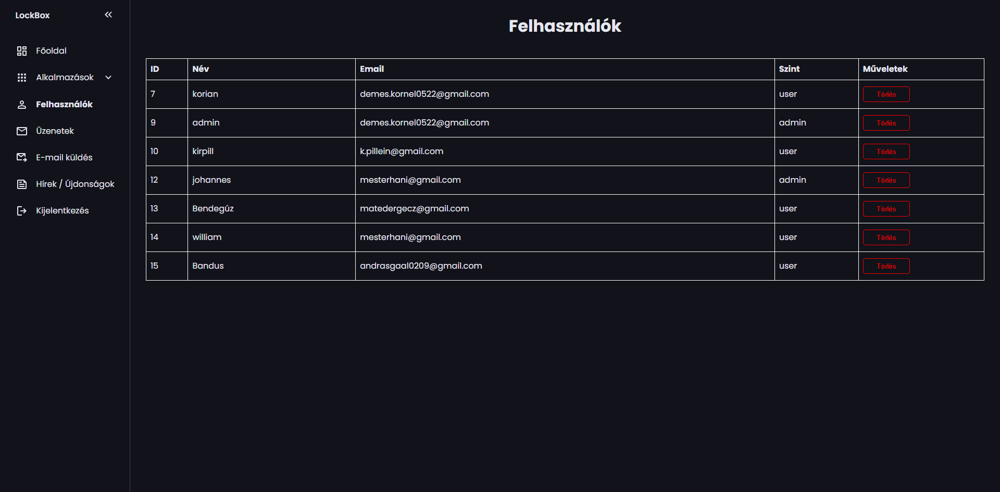 LockBox
Főoldal
Alkalmazások
Felhasználók
Üzenetek
E-mail küldés
Hírek / Újdonságok
Kijelentkezés
Felhasználók
ID Név Email Szint Műveletek
7 korian demes.kornel0522@gmail.com user Törlés
9 admin demes.kornel0522@gmail.com admin Törlés
10 kirpill k.pillein@gmail.com user Törlés
12 johannes mesterhani@gmail.com admin Törlés
13 Bendegúz matedergecz@gmail.com user Törlés
14 william mesterhani@gmail.com user Törlés
15 Bandus andrasgaal0209@gmail.com user Törlés